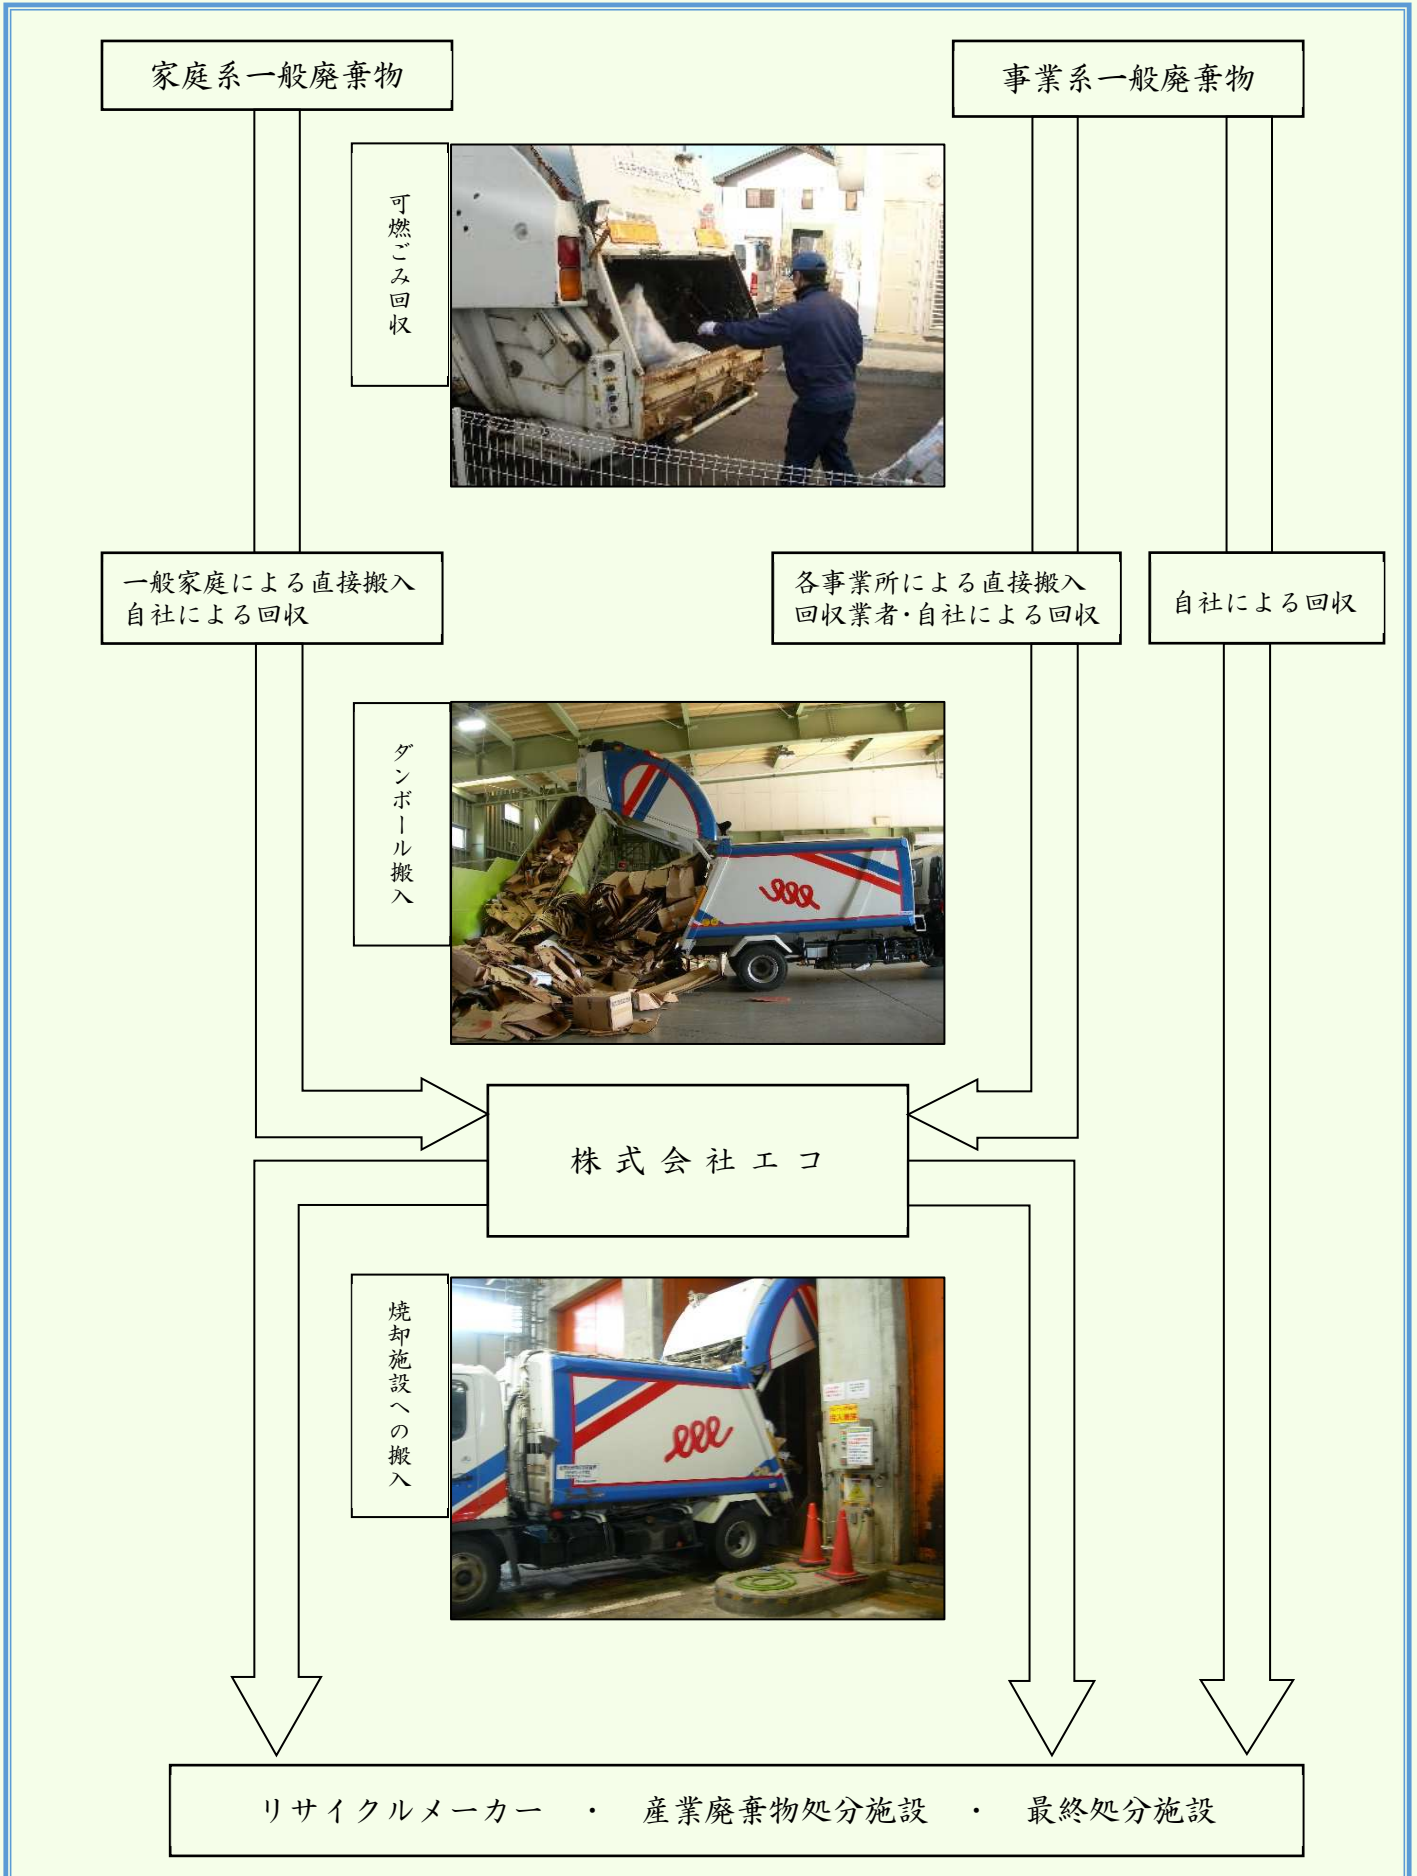 家庭系一般廃棄物
事業系一般廃棄物
可燃ごみ回収
一般家庭による直接搬入
自社による回収
各事業所による直接搬入
回収業者・自社による回収
自社による回収
ダンボール搬入
株式会社エコ
焼却施設への搬入
リサイクルメーカー ・ 産業廃棄物処分施設 ・ 最終処分施設